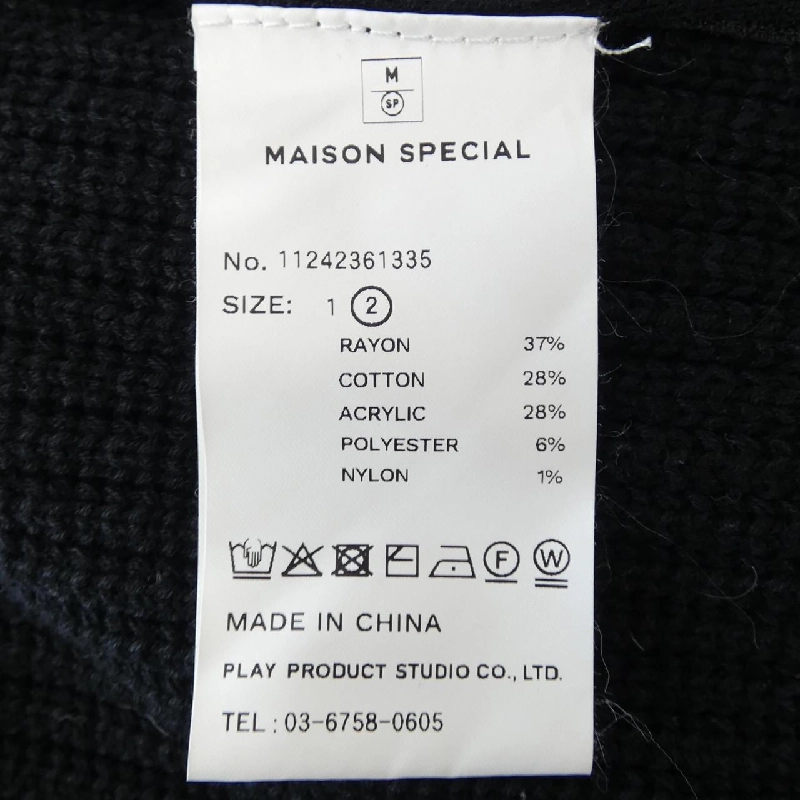 M
SP
MAISON SPECIAL
No. 11242361335
SIZE: 1 2
RAYON 37%
COTTON 28%
ACRYLIC 28%
POLYESTER 6%
NYLON 1%
F W
MADE IN CHINA
PLAY PRODUCT STUDIO CO., LTD.
TEL : 03-6758-0605